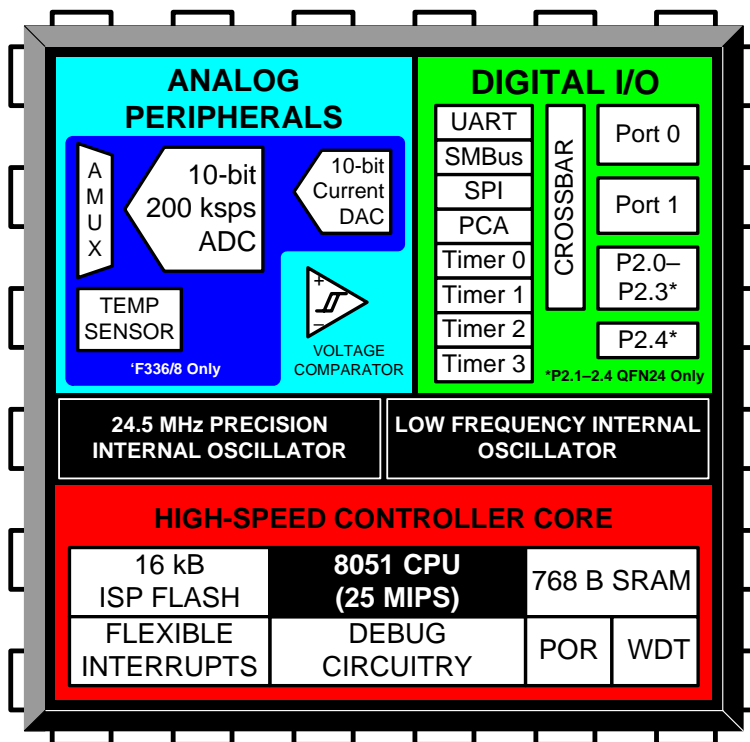 ANALOG
PERIPHERALS
A
M
U
X
10-bit
200 ksps
ADC
10-bit
Current
DAC
TEMP
SENSOR
+
–
VOLTAGE
COMPARATOR
‘F336/8 Only
DIGITAL I/O
UART
SMBus
SPI
PCA
Timer 0
Timer 1
Timer 2
Timer 3
CROSSBAR
Port 0
Port 1
P2.0–
P2.3*
P2.4*
*P2.1–2.4 QFN24 Only
24.5 MHz PRECISION
INTERNAL OSCILLATOR
LOW FREQUENCY INTERNAL
OSCILLATOR
HIGH-SPEED CONTROLLER CORE
16 kB
ISP FLASH
8051 CPU
(25 MIPS)
768 B SRAM
FLEXIBLE
INTERRUPTS
DEBUG
CIRCUITRY
POR
WDT